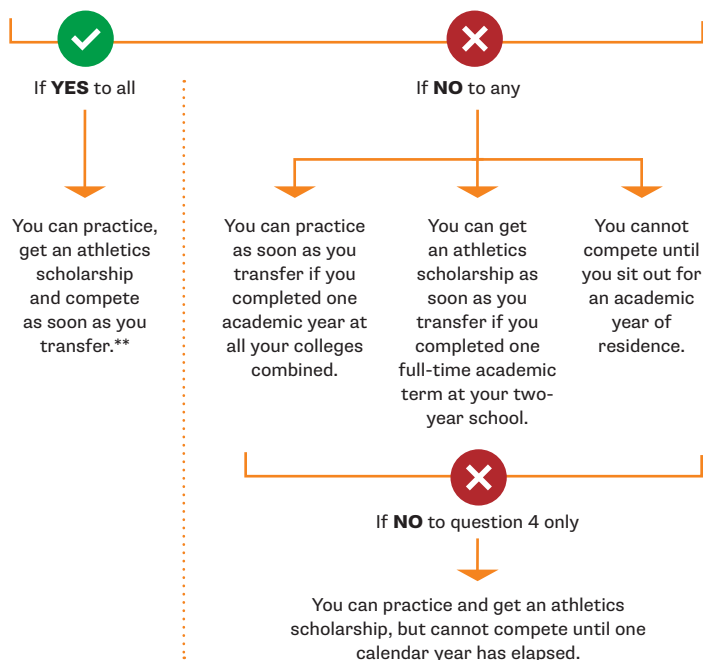 If YES to all
If NO to any
You can practice,
get an athletics
scholarship
and compete
as soon as you
transfer.**
You can practice
as soon as you
transfer if you
completed one
academic year at
all your colleges
combined.
You can get
an athletics
scholarship as
soon as you
transfer if you
completed one
full-time academic
term at your two-
year school.
You cannot
compete until
you sit out for
an academic
year of
residence.
If NO to question 4 only
You can practice and get an athletics
scholarship, but cannot compete until one
calendar year has elapsed.